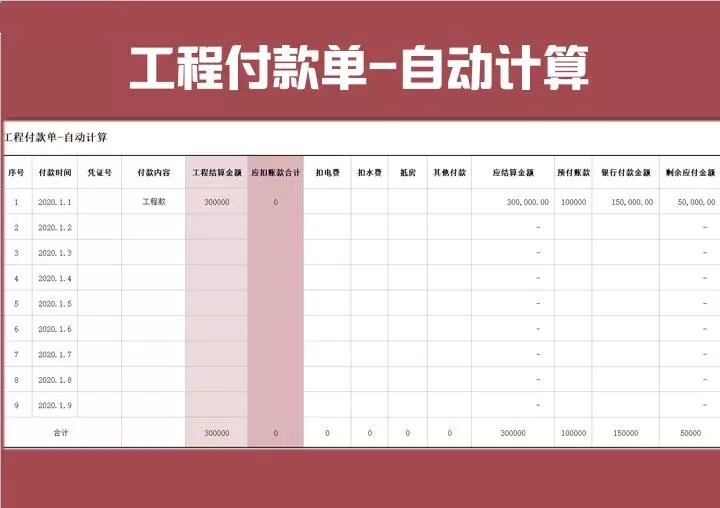 工程付款单-自动计算
工程付款单-自动计算
序号 付款时间 凭证号 付款内容 工程结算金额 应扣账款合计 扣电费 扣水费 抵房 其他付款 应结算金额 预付账款 银行付款金额 剩余应付金额
1 2020.1.1 工程款 300000 0 300,000.00 100000 150,000.00 50,000.00
2 2020.1.2 - -
3 2020.1.3 - -
4 2020.1.4 - -
5 2020.1.5 - -
6 2020.1.6 - -
7 2020.1.7 - -
8 2020.1.8 - -
9 2020.1.9 - -
合计 300000 0 0 0 0 0 300000 100000 150000 50000